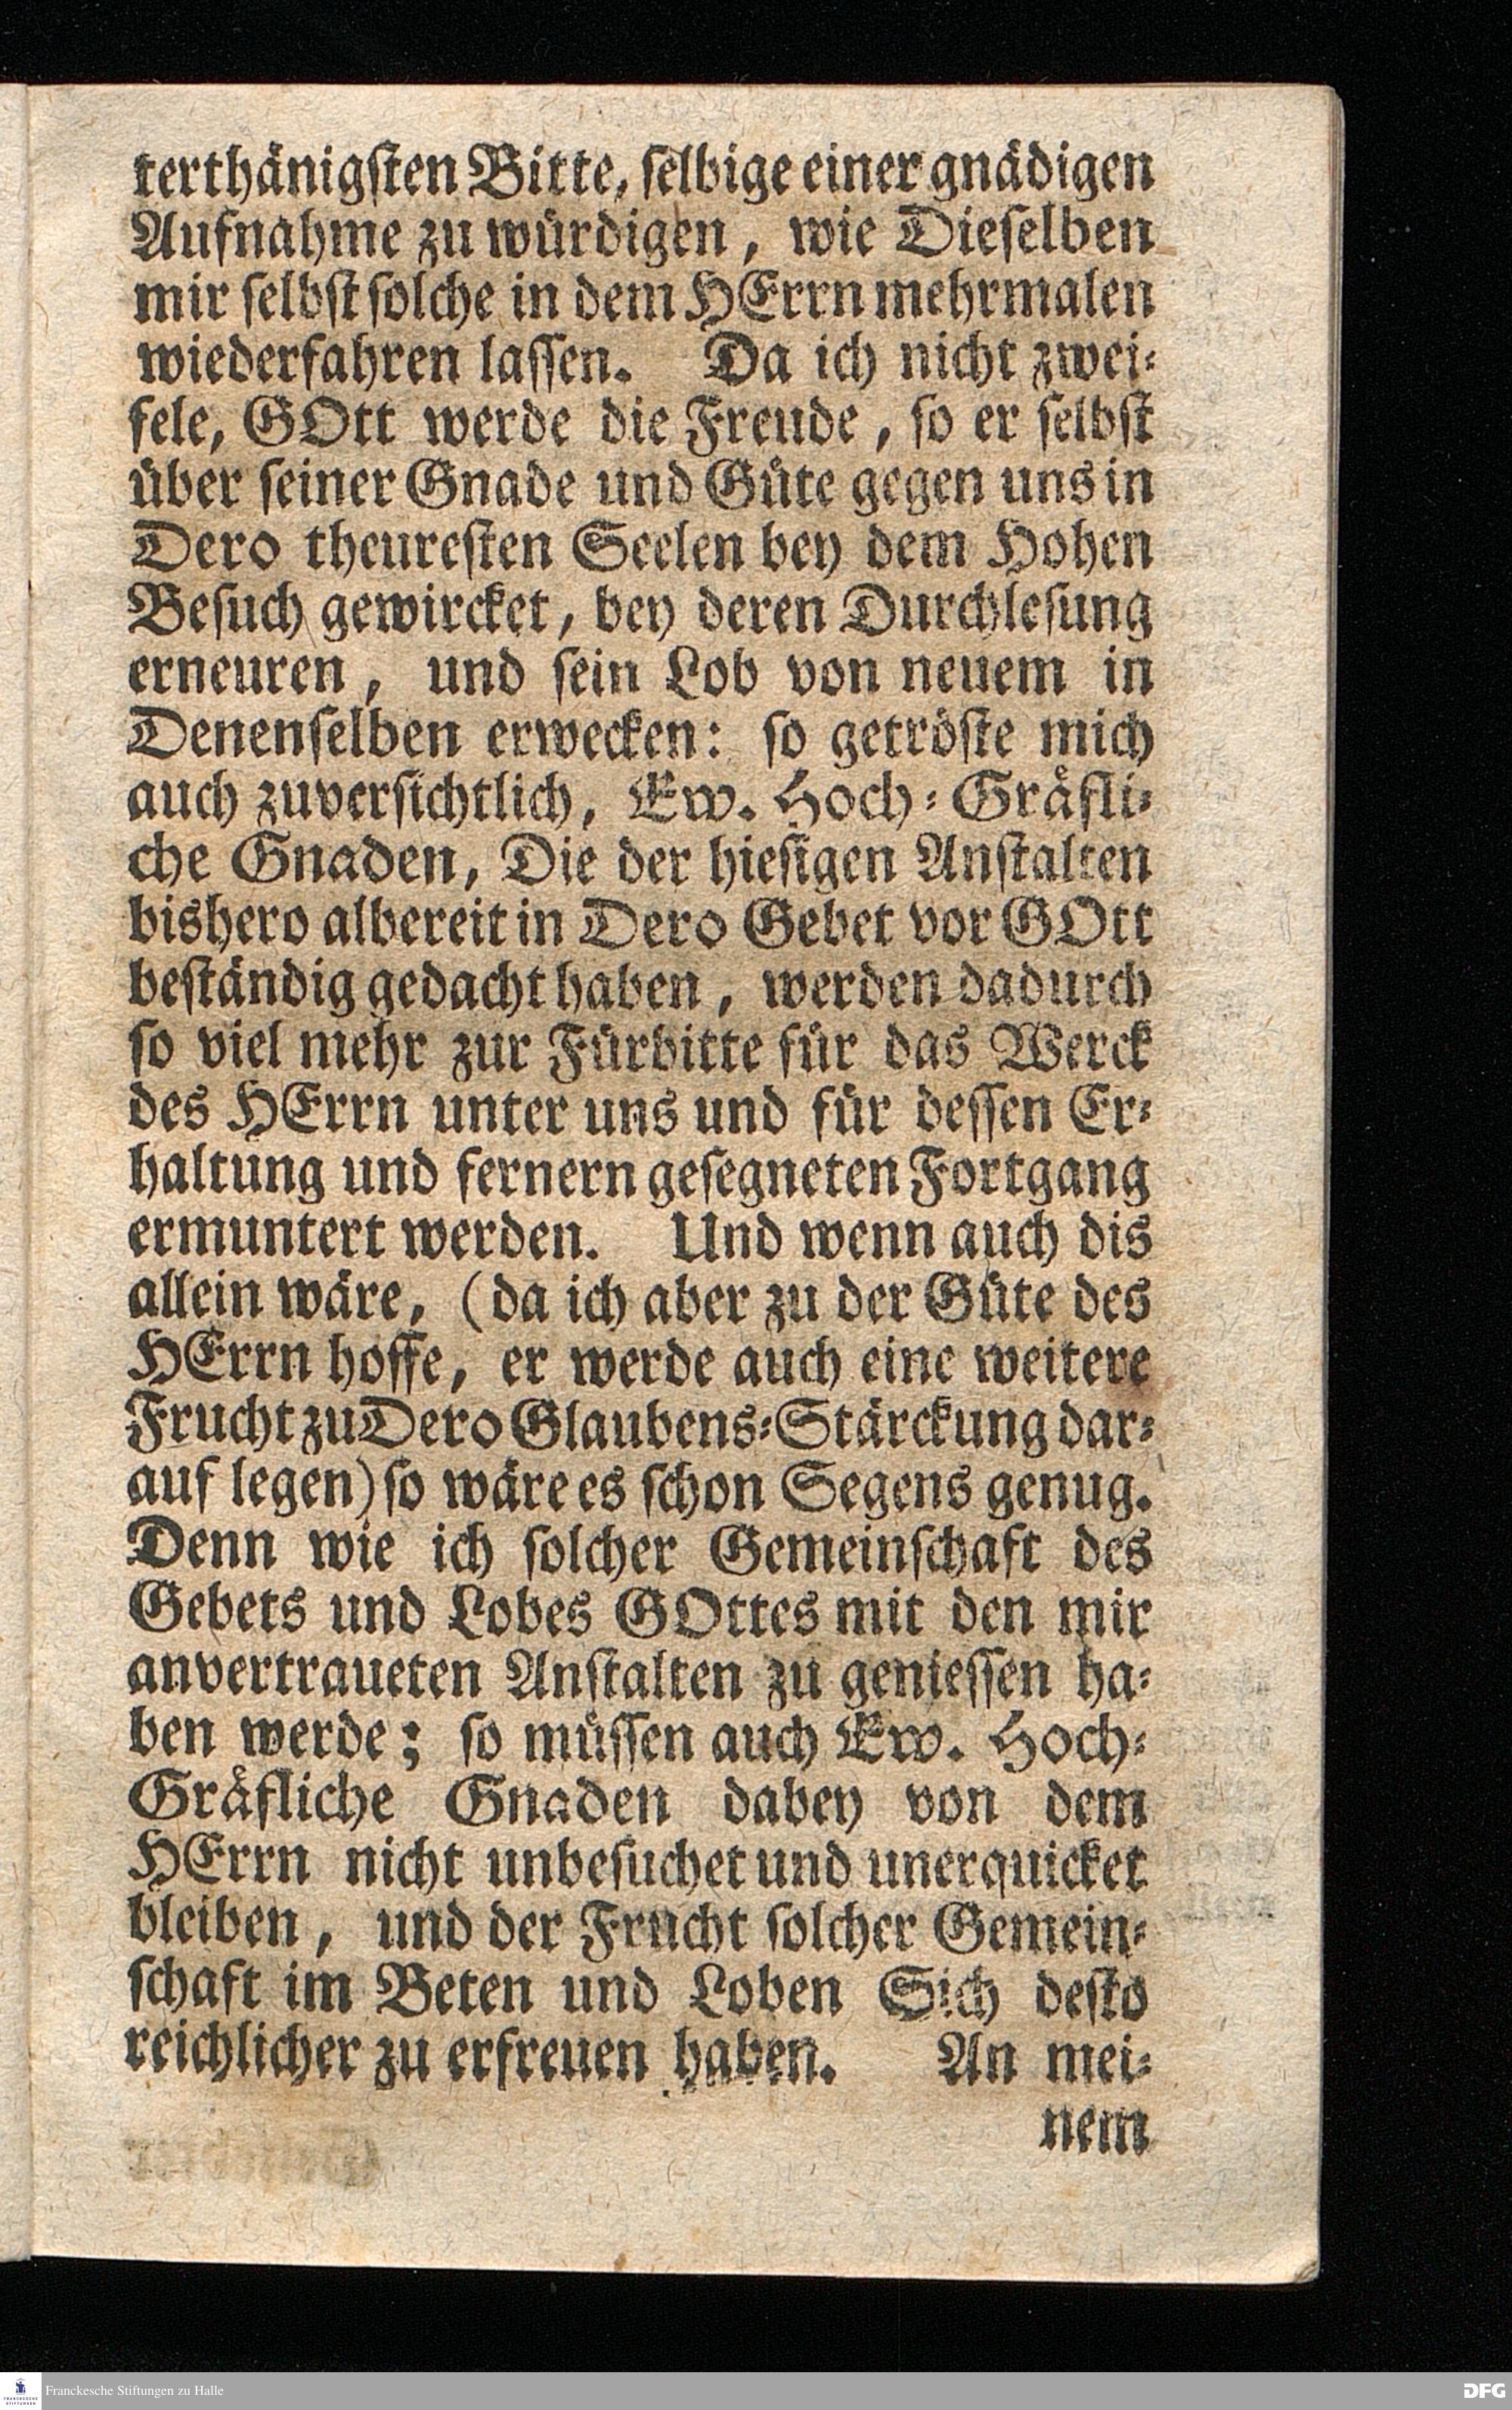 terthänigsten Bitte, selbige einer gnädigen
Aufnahme zu würdigen, wie Dieselben
mir selbst solche in dem HErrn mehrmalen
wiederfahren lassen. Da ich nicht zwei-
fele, GOtt werde die Freude, so er selbst
über seiner Gnade und Güte gegen uns in
Dero theuresten Seelen bey dem Hohen
Besuch gewircket, bey deren Durchlesung
erneuren, und sein Lob von neuem in
Denenselben erwecken: so getröste mich
auch zuversichtlich, Ew. Hoch-Gräfli-
che Gnaden, Die der hiesigen Anstalten
bishero albereit in Dero Gebet vor GOtt
beständig gedacht haben, werden dadurch
so viel mehr zur Fürbitte für das Werck
des HErrn unter uns und für dessen Er-
haltung und fernern gesegneten Fortgang
ermuntert werden. Und wenn auch dis
allein wäre, (da ich aber zu der Güte des
HErrn hoffe, er werde auch eine weitere
Frucht zu Dero Glaubens-Stärckung dar-
auf legen) so wäre es schon Segens genug.
Denn wie ich solcher Gemeinschaft des
Gebets und Lobes GOttes mit den mir
anvertraueten Anstalten zu geniessen ha-
ben werde; so müssen auch Ew. Hoch-
Gräfliche Gnaden dabey von dem
HErrn nicht unbesuchet und unerquicket
bleiben, und der Frucht solcher Gemein-
schaft im Beten und Loben Sich desto
reichlicher zu erfreuen haben. An mei-
nem
Franckesche Stiftungen zu Halle
DFG